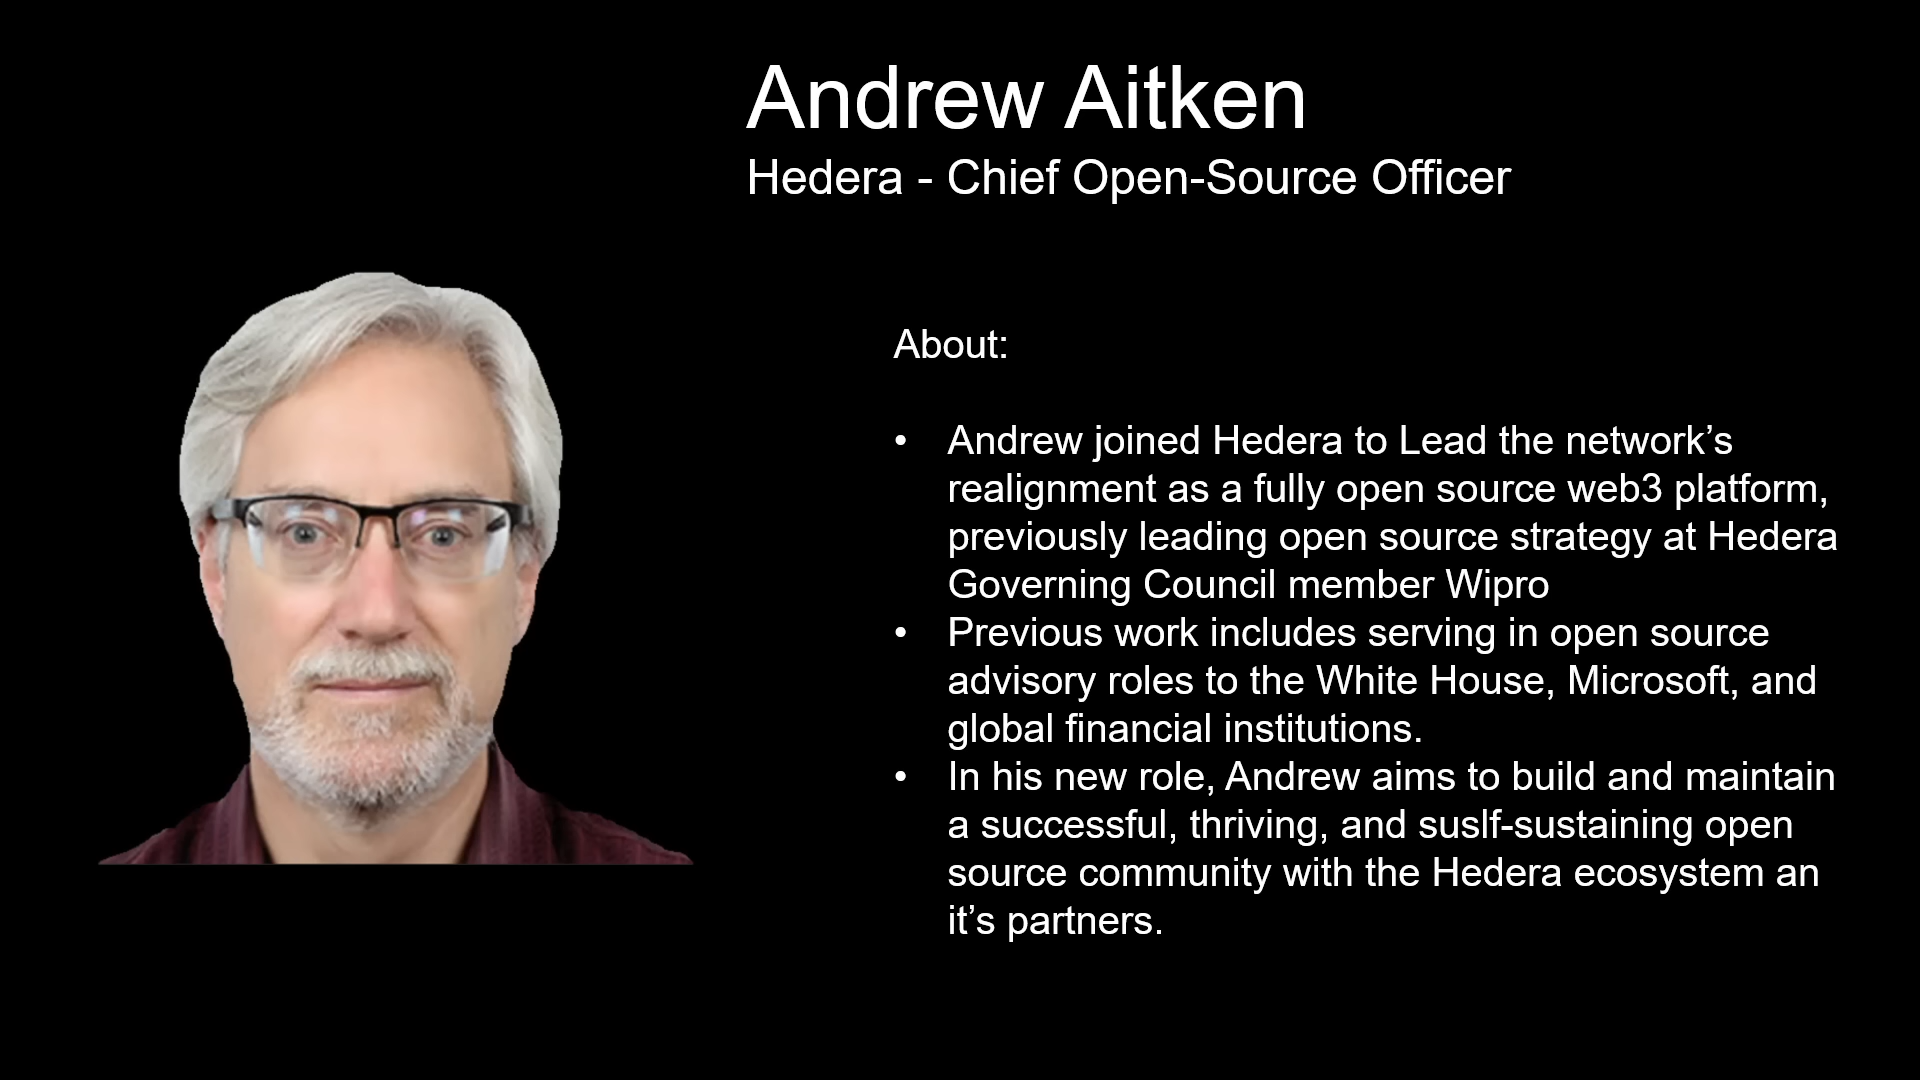 Andrew Aitken
Hedera - Chief Open-Source Officer
About:
• Andrew joined Hedera to Lead the network’s
realignment as a fully open source web3 platform,
previously leading open source strategy at Hedera
Governing Council member Wipro
• Previous work includes serving in open source
advisory roles to the White House, Microsoft, and
global financial institutions.
• In his new role, Andrew aims to build and maintain
a successful, thriving, and suslf-sustaining open
source community with the Hedera ecosystem an
it’s partners.